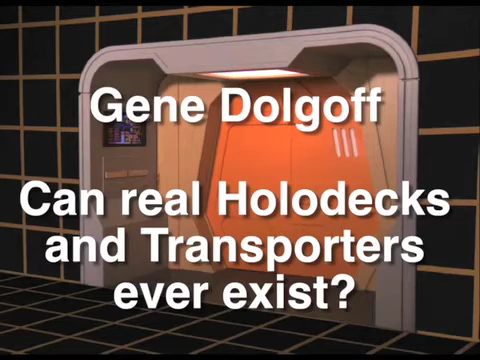 Gene Dolgoff
Can real Holodecks
and Transporters
ever exist?